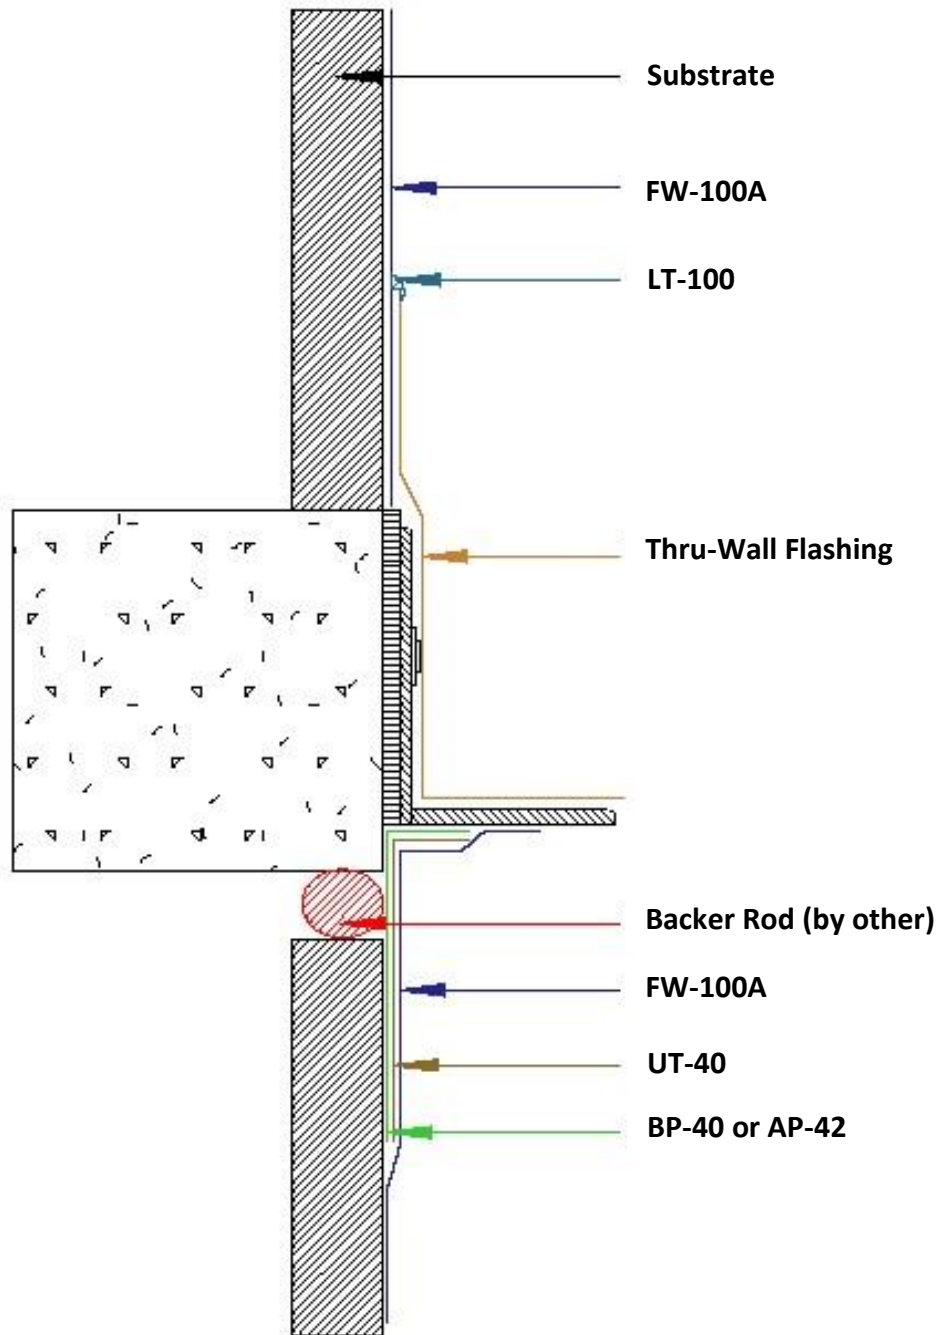 Substrate
FW-100A
LT-100
Thru-Wall Flashing
Backer Rod (by other)
FW-100A
UT-40
BP-40 or AP-42